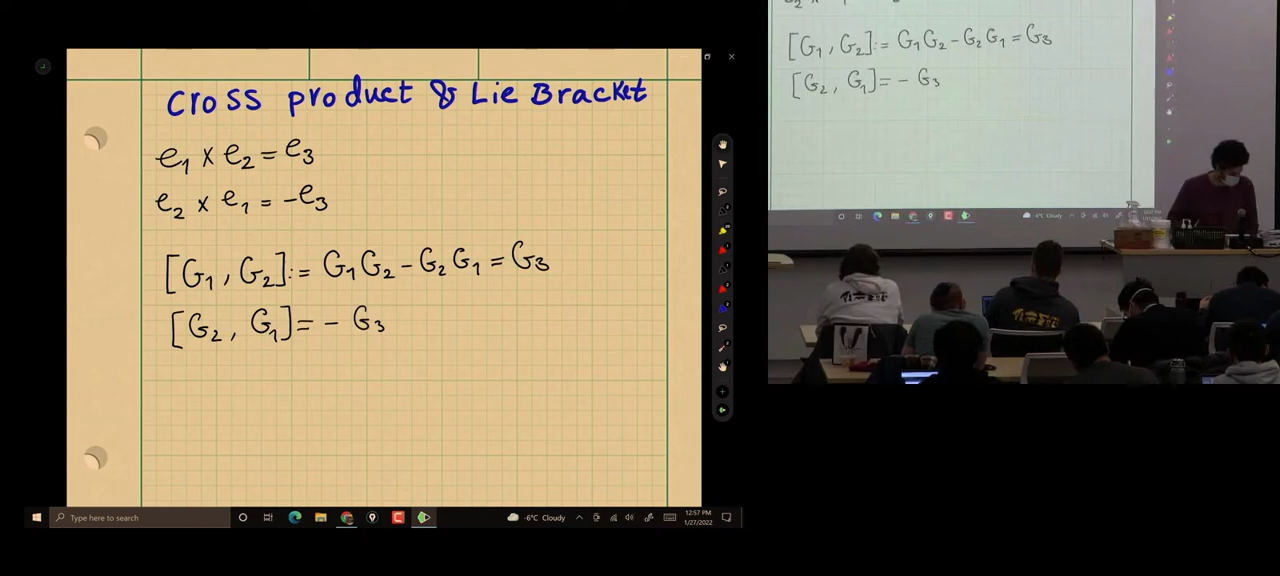 Cross product & Lie Bracket
e₁ × e₂ = e₃
e₂ × e₁ = -e₃
[G₁, G₂] := G₁G₂ - G₂G₁ = G₃
[G₂, G₁] = - G₃
Type here to search
-6°C Cloudy
12:57 PM
1/27/2022
[G₁, G₂] := G₁G₂ - G₂G₁ = G₃
[G₂, G₁] = - G₃
-6°C Cloudy